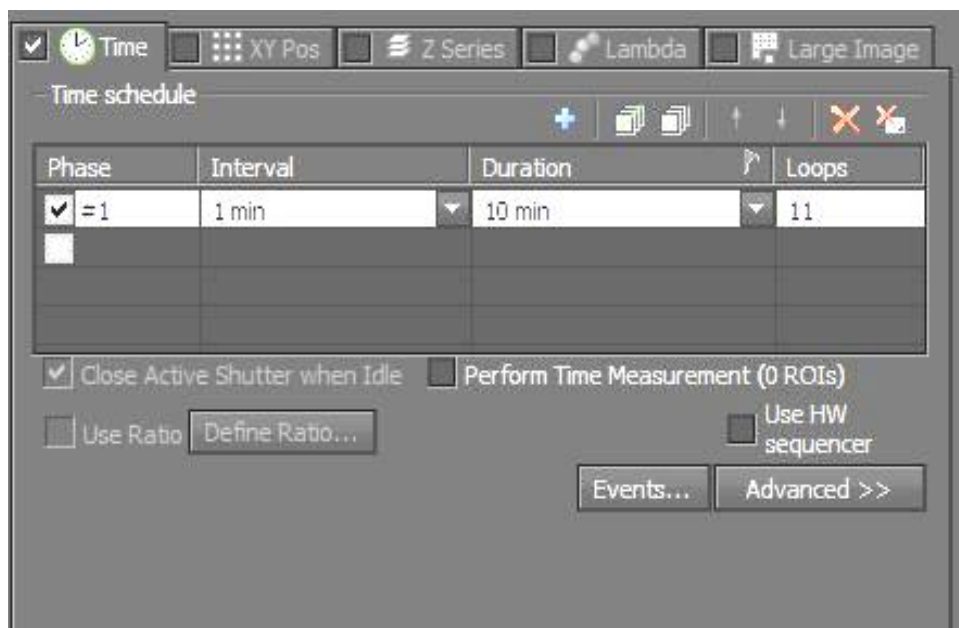 Time XY Pos Z Series Lambda Large Image
Time schedule
Phase Interval Duration Loops
#1 1 min 10 min 11
Close Active Shutter when Idle Perform Time Measurement (0 ROIs)
Use Ratio Define Ratio... Use HW
sequencer
Events... Advanced >>